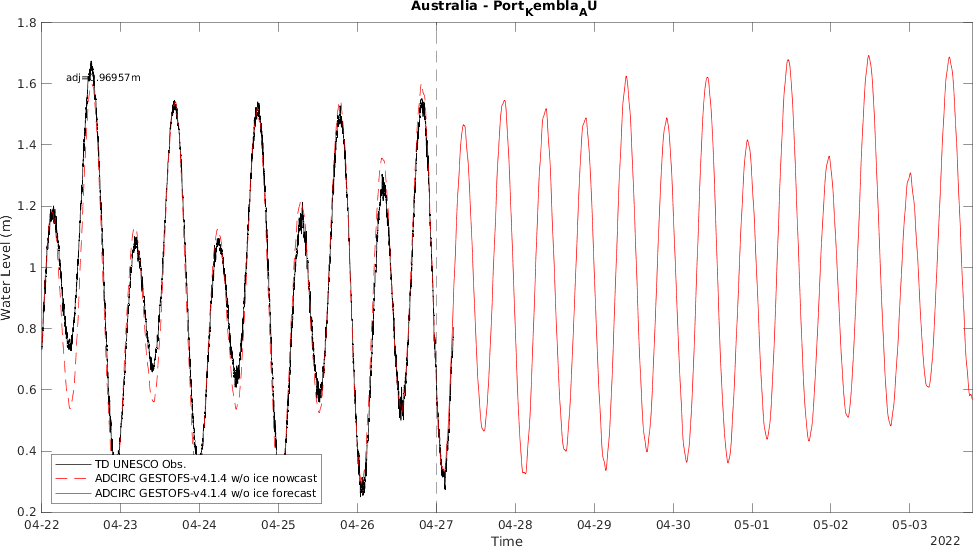 Australia - Port_Kembla_AU
1.8
adj=0.96957m
1.6
1.4
1.2
1
0.8
0.6
0.4
0.2
Water Level (m)
TD UNESCO Obs.
ADCIRC GESTOFS-v4.1.4 w/o ice nowcast
ADCIRC GESTOFS-v4.1.4 w/o ice forecast
04-22 04-23 04-24 04-25 04-26 04-27 04-28 04-29 04-30 05-01 05-02 05-03
Time
2022